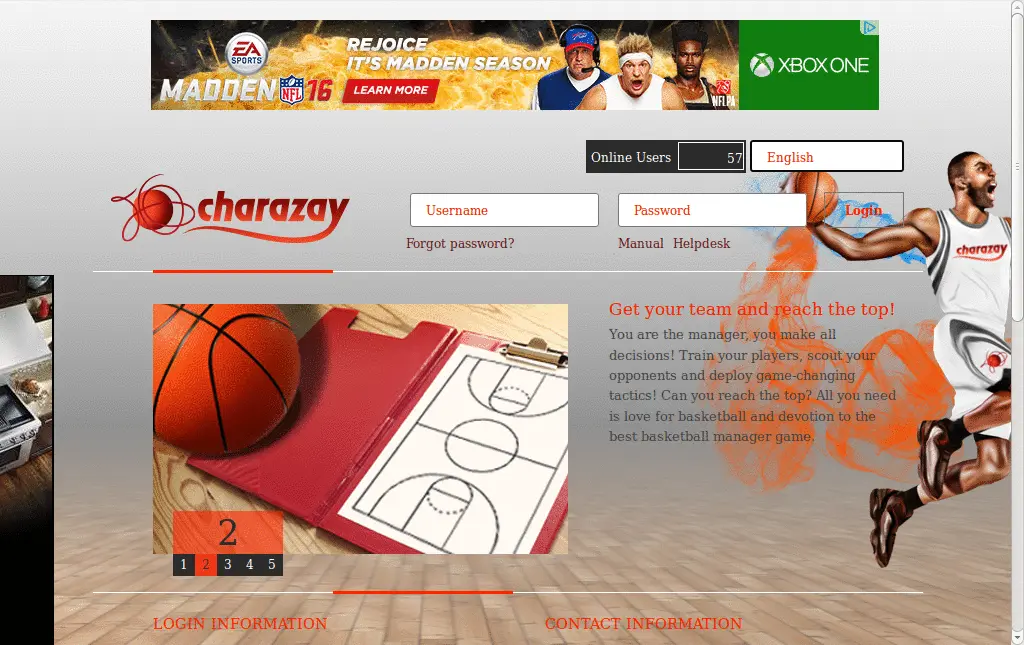 EA
SPORTS
MADDEN NFL 16
REJOICE
IT'S MADDEN SEASON
LEARN MORE
NFLPA
XBOX ONE
Online Users 57
English
charazay
Username
Password
Login
Forgot password?
Manual Helpdesk
charazay
Get your team and reach the top!
You are the manager, you make all
decisions! Train your players, scout your
opponents and deploy game-changing
tactics! Can you reach the top? All you need
is love for basketball and devotion to the
best basketball manager game.
2
1 2 3 4 5
LOGIN INFORMATION
CONTACT INFORMATION